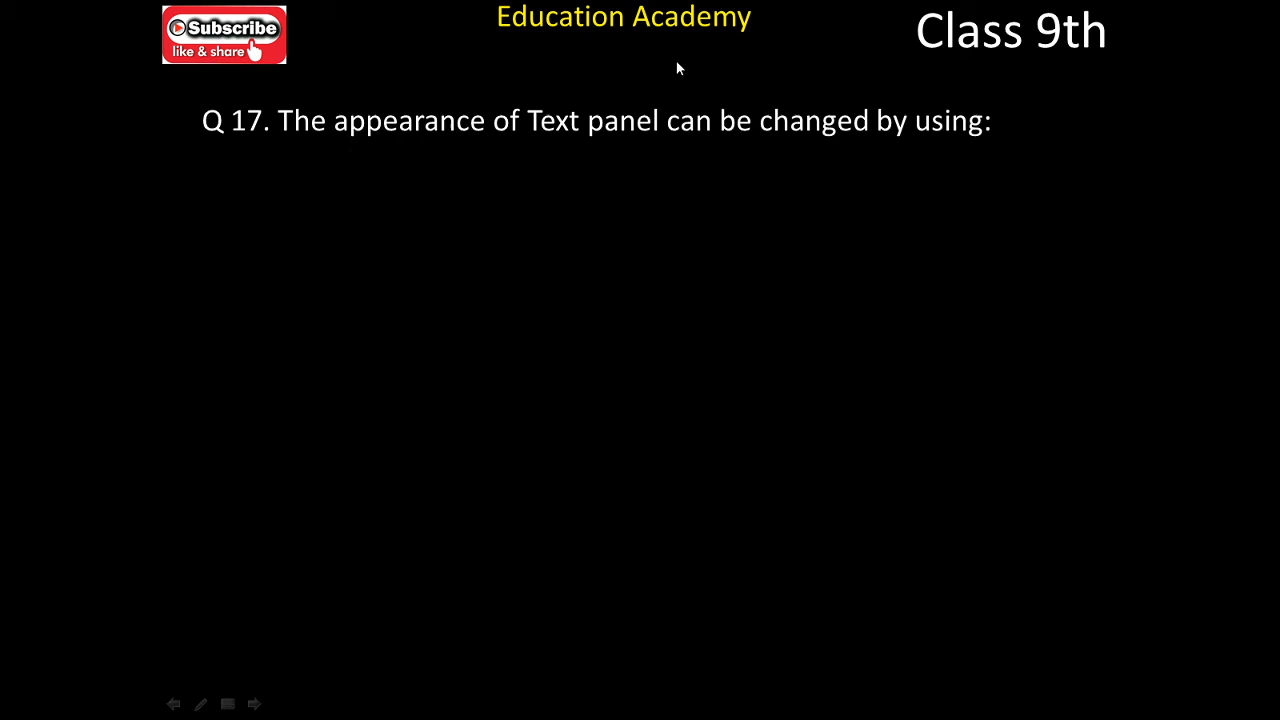 Subscribe
like & share
Education Academy
Class 9th
Q 17. The appearance of Text panel can be changed by using: